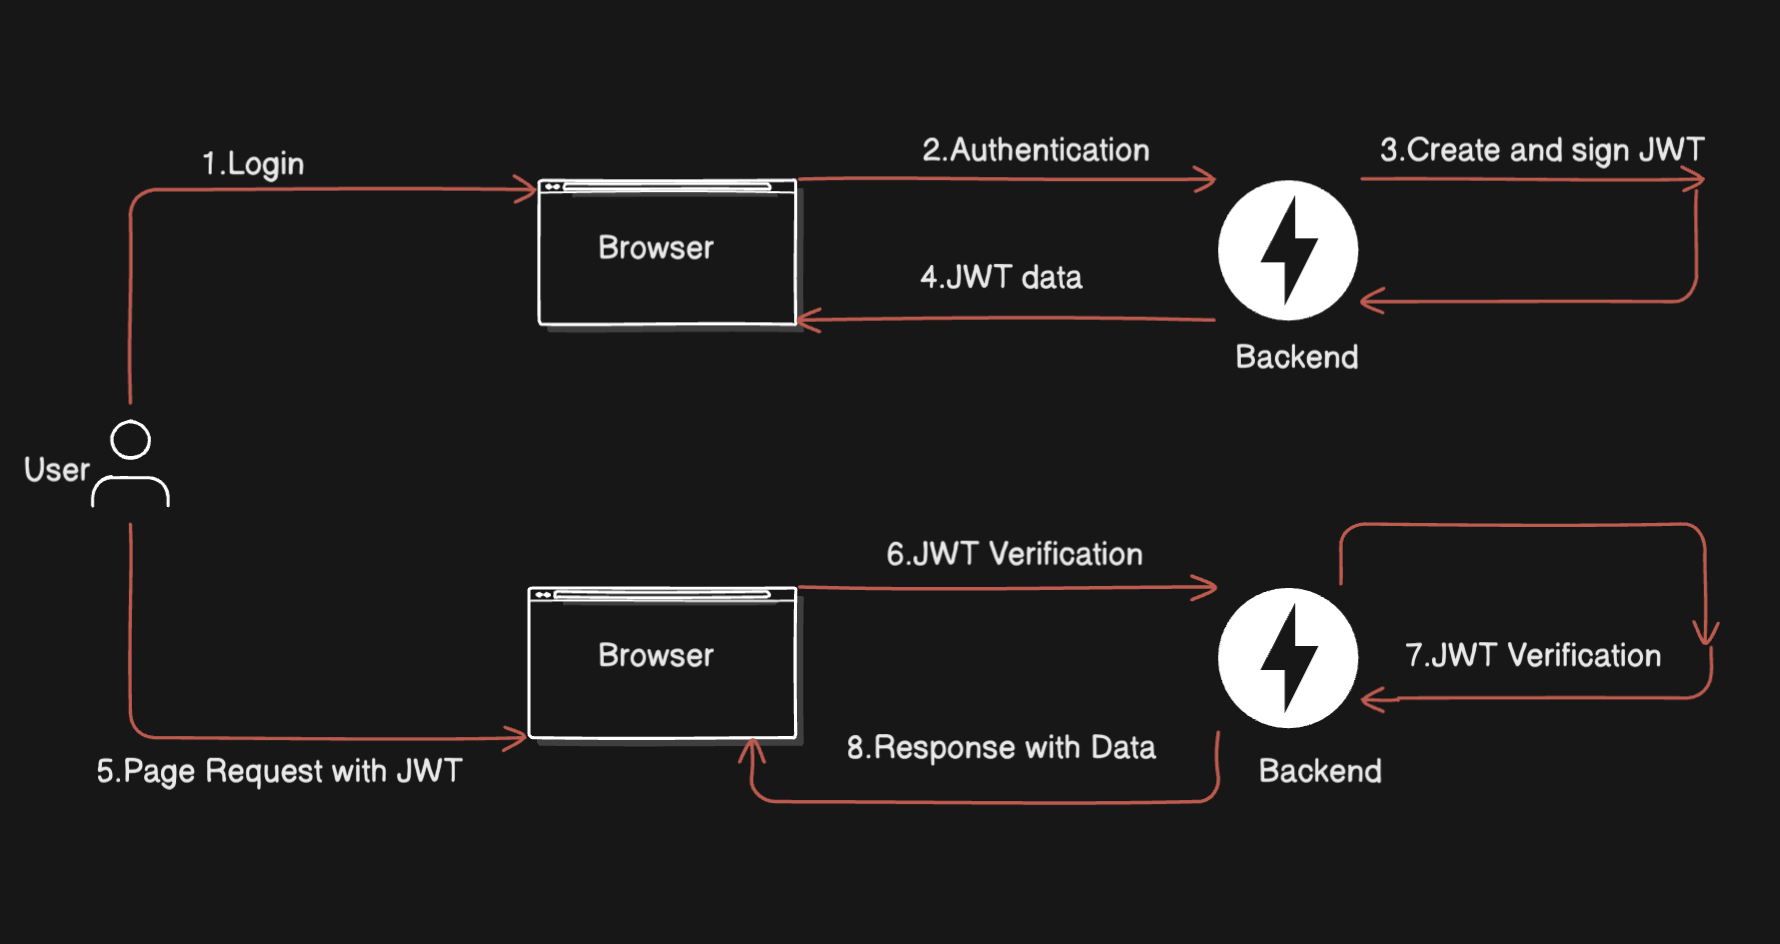 1.Login
2.Authentication
3.Create and sign JWT
Browser
4.JWT data
Backend
User
6.JWT Verification
Browser
7.JWT Verification
5.Page Request with JWT
8.Response with Data
Backend